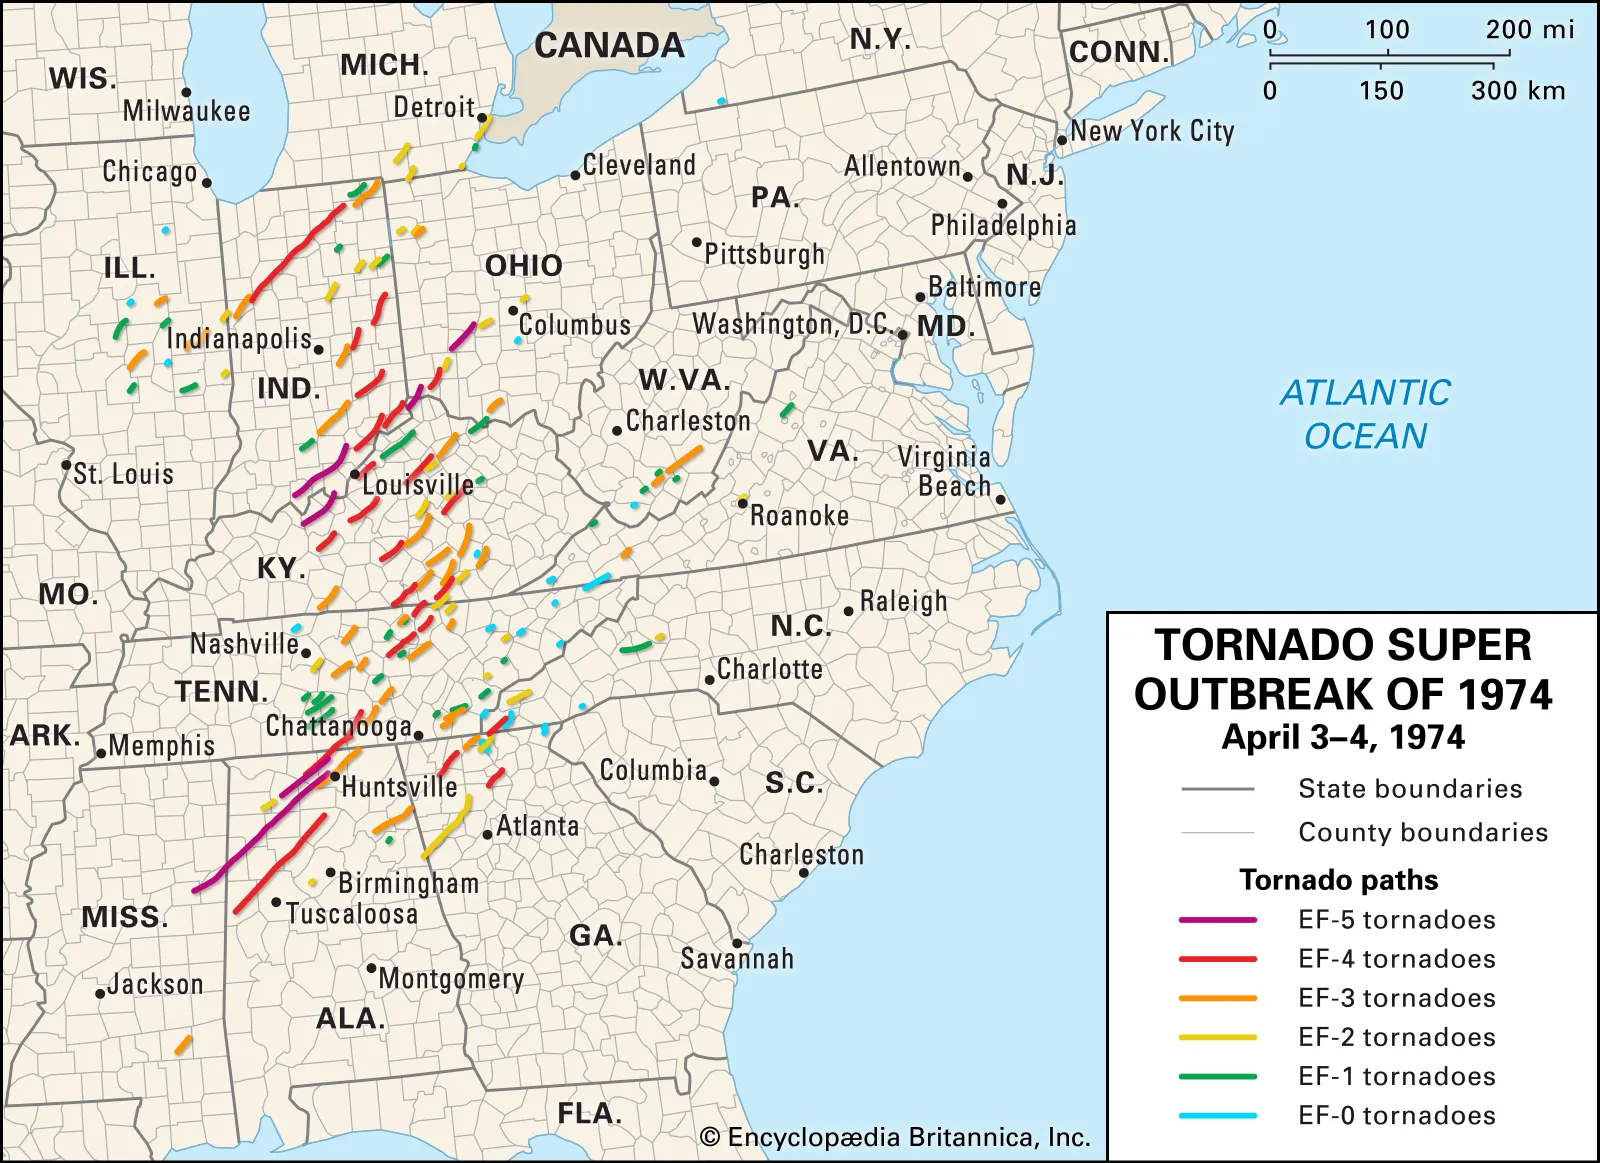 CANADA
N.Y.
CONN.
MICH.
WIS.
Milwaukee
Detroit
0 100 200 mi
0 150 300 km
New York City
Chicago
Cleveland
Allentown
N.J.
PA.
Philadelphia
Pittsburgh
ILL.
OHIO
Baltimore
Indianapolis
Columbus
Washington, D.C.
MD.
IND.
W.VA.
Charleston
ATLANTIC
OCEAN
VA.
Virginia
Beach
St. Louis
Louisville
Roanoke
KY.
MO.
Raleigh
N.C.
Nashville
Charlotte
TENN.
Chattanooga
ARK.
Memphis
Huntsville
Columbia
S.C.
Atlanta
Charleston
Birmingham
Tuscaloosa
MISS.
GA.
Savannah
Jackson
Montgomery
ALA.
FLA.
© Encyclopædia Britannica, Inc.
TORNADO SUPER
OUTBREAK OF 1974
April 3–4, 1974
State boundaries
County boundaries
Tornado paths
EF-5 tornadoes
EF-4 tornadoes
EF-3 tornadoes
EF-2 tornadoes
EF-1 tornadoes
EF-0 tornadoes